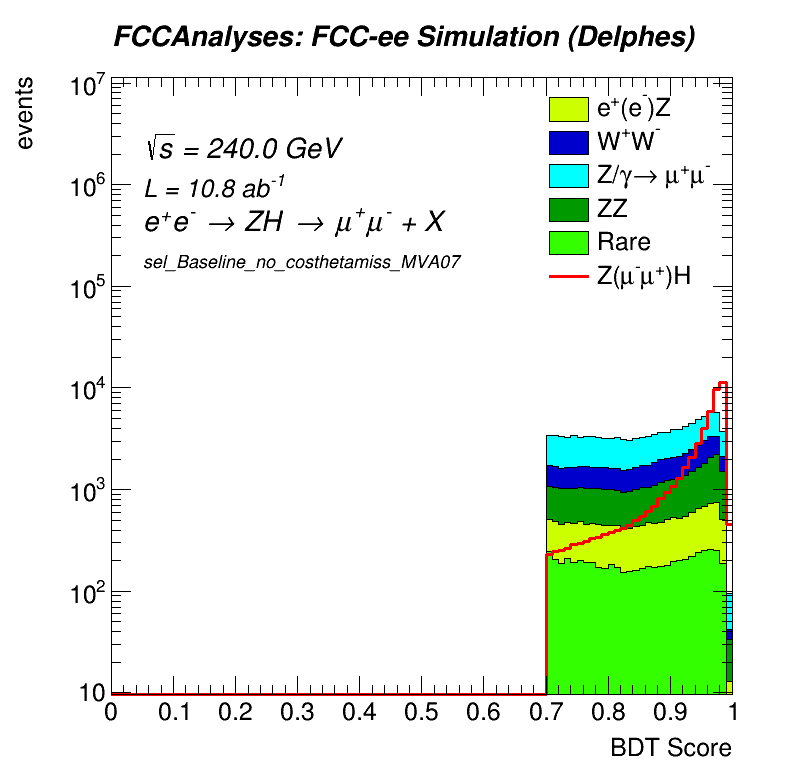 FCCAnalyses: FCC-ee Simulation (Delphes)
events
10⁷
10⁶
10⁵
10⁴
10³
10²
10
√s = 240.0 GeV
L = 10.8 ab⁻¹
e⁺e⁻ → ZH → μ⁺μ⁻ + X
sel_Baseline_no_costhetamiss_MVA07
e⁺(e⁻)Z
W⁺W⁻
Z/γ→ μ⁺μ⁻
ZZ
Rare
Z(μ⁻μ⁺)H
0 0.1 0.2 0.3 0.4 0.5 0.6 0.7 0.8 0.9 1
BDT Score